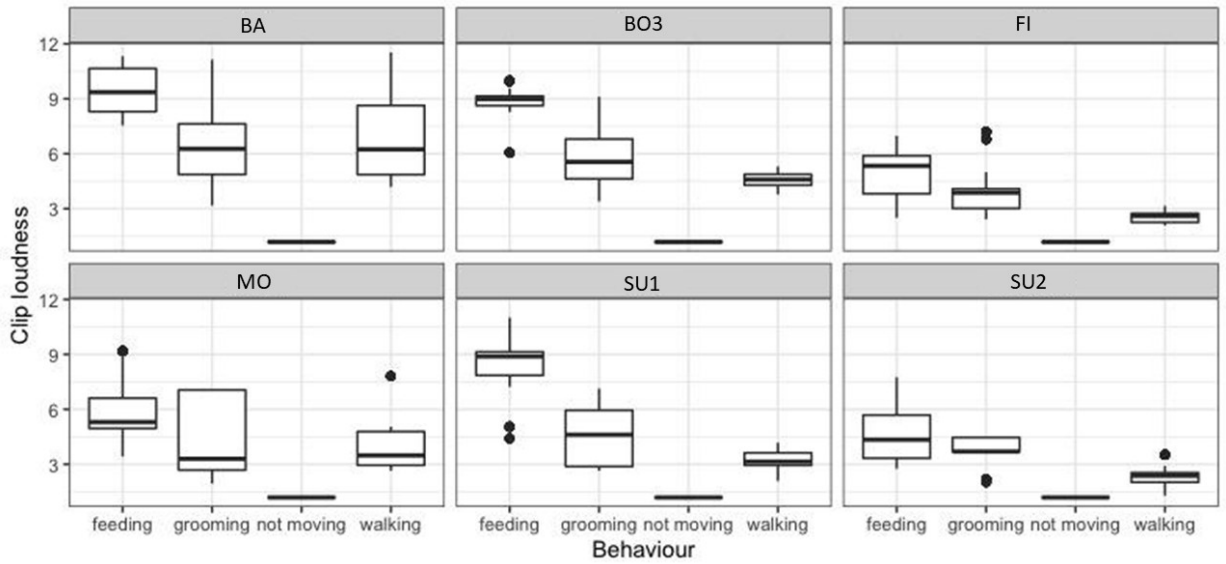 BA BO3 FI
12
9
6
3
Clip loudness
MO SU1 SU2
12
9
6
3
feeding grooming not moving walking feeding grooming not moving walking feeding grooming not moving walking
Behaviour